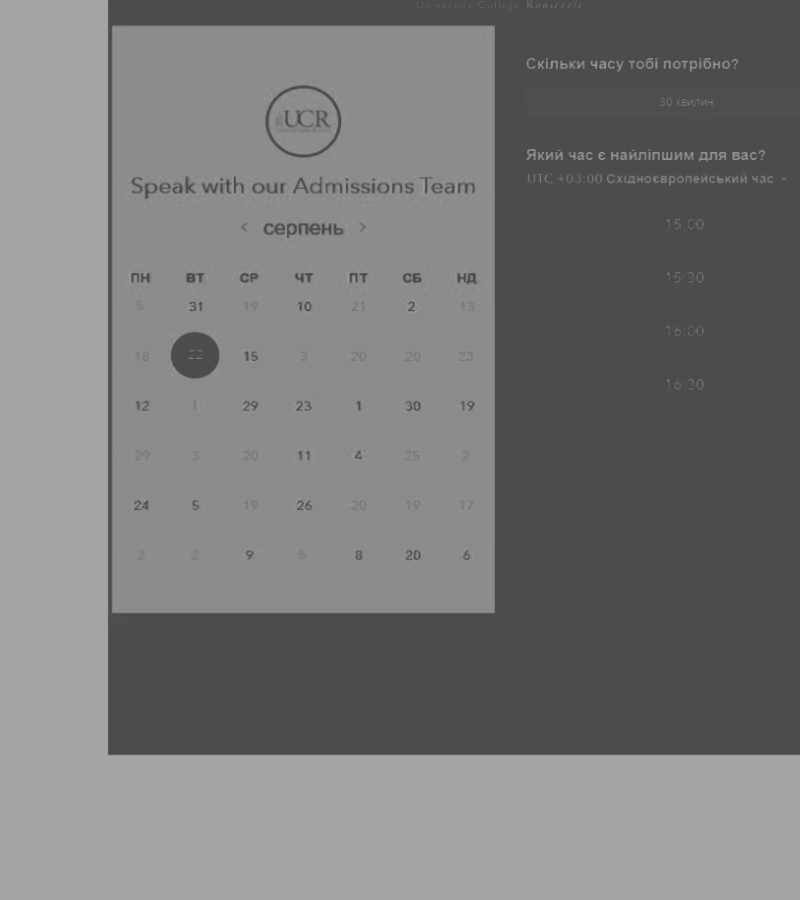 University College Roosevelt
UCR
Speak with our Admissions Team
< серпень >
ПН ВТ СР ЧТ ПТ СБ НД
5 31 19 10 21 2 13
18 22 15 3 20 20 23
12 1 29 23 1 30 19
29 3 20 11 4 25 2
24 5 19 26 20 19 17
2 2 9 5 8 20 6
Скільки часу тобі потрібно?
30 хвилин
Який час є найліпшим для вас?
UTC +03:00 Східноєвропейський час
15:00
15:30
16:00
16:30